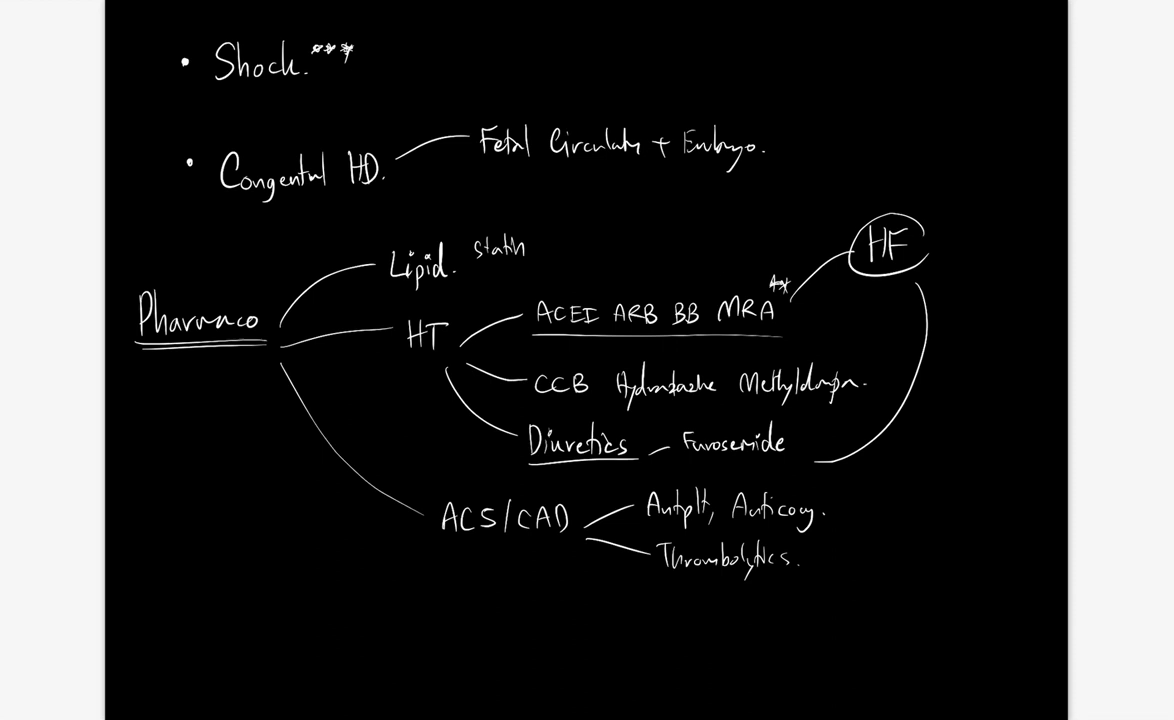 • Shock.***
• Congental HD.
Fetal Circulatn + Embryo.
Pharmaco
Lipid. statin
HT
ACEI ARB BB MRA**
HF
CCB Methyldopa.
Diuretics - Furosemide
ACS/CAD
Antiplt, Anticoag.
Thrombolytics.